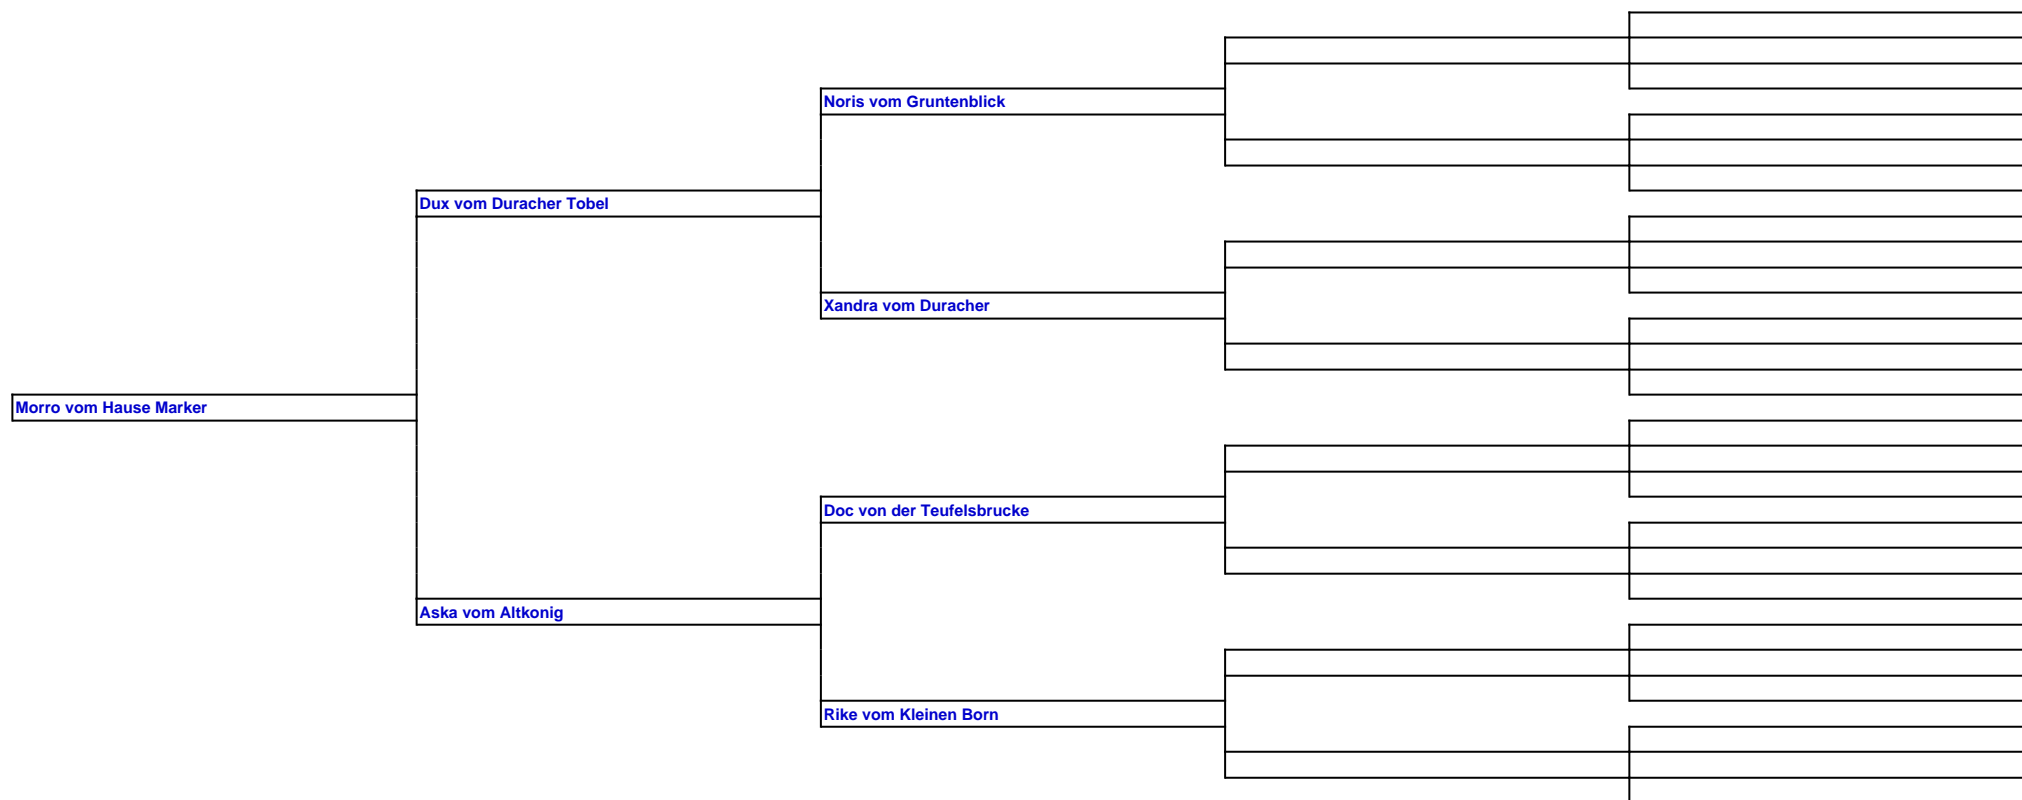 Noris vom Gruntenblick
Dux vom Duracher Tobel
Xandra vom Duracher
Morro vom Hause Marker
Doc von der Teufelsbrucke
Aska vom Altkonig
Rike vom Kleinen Born